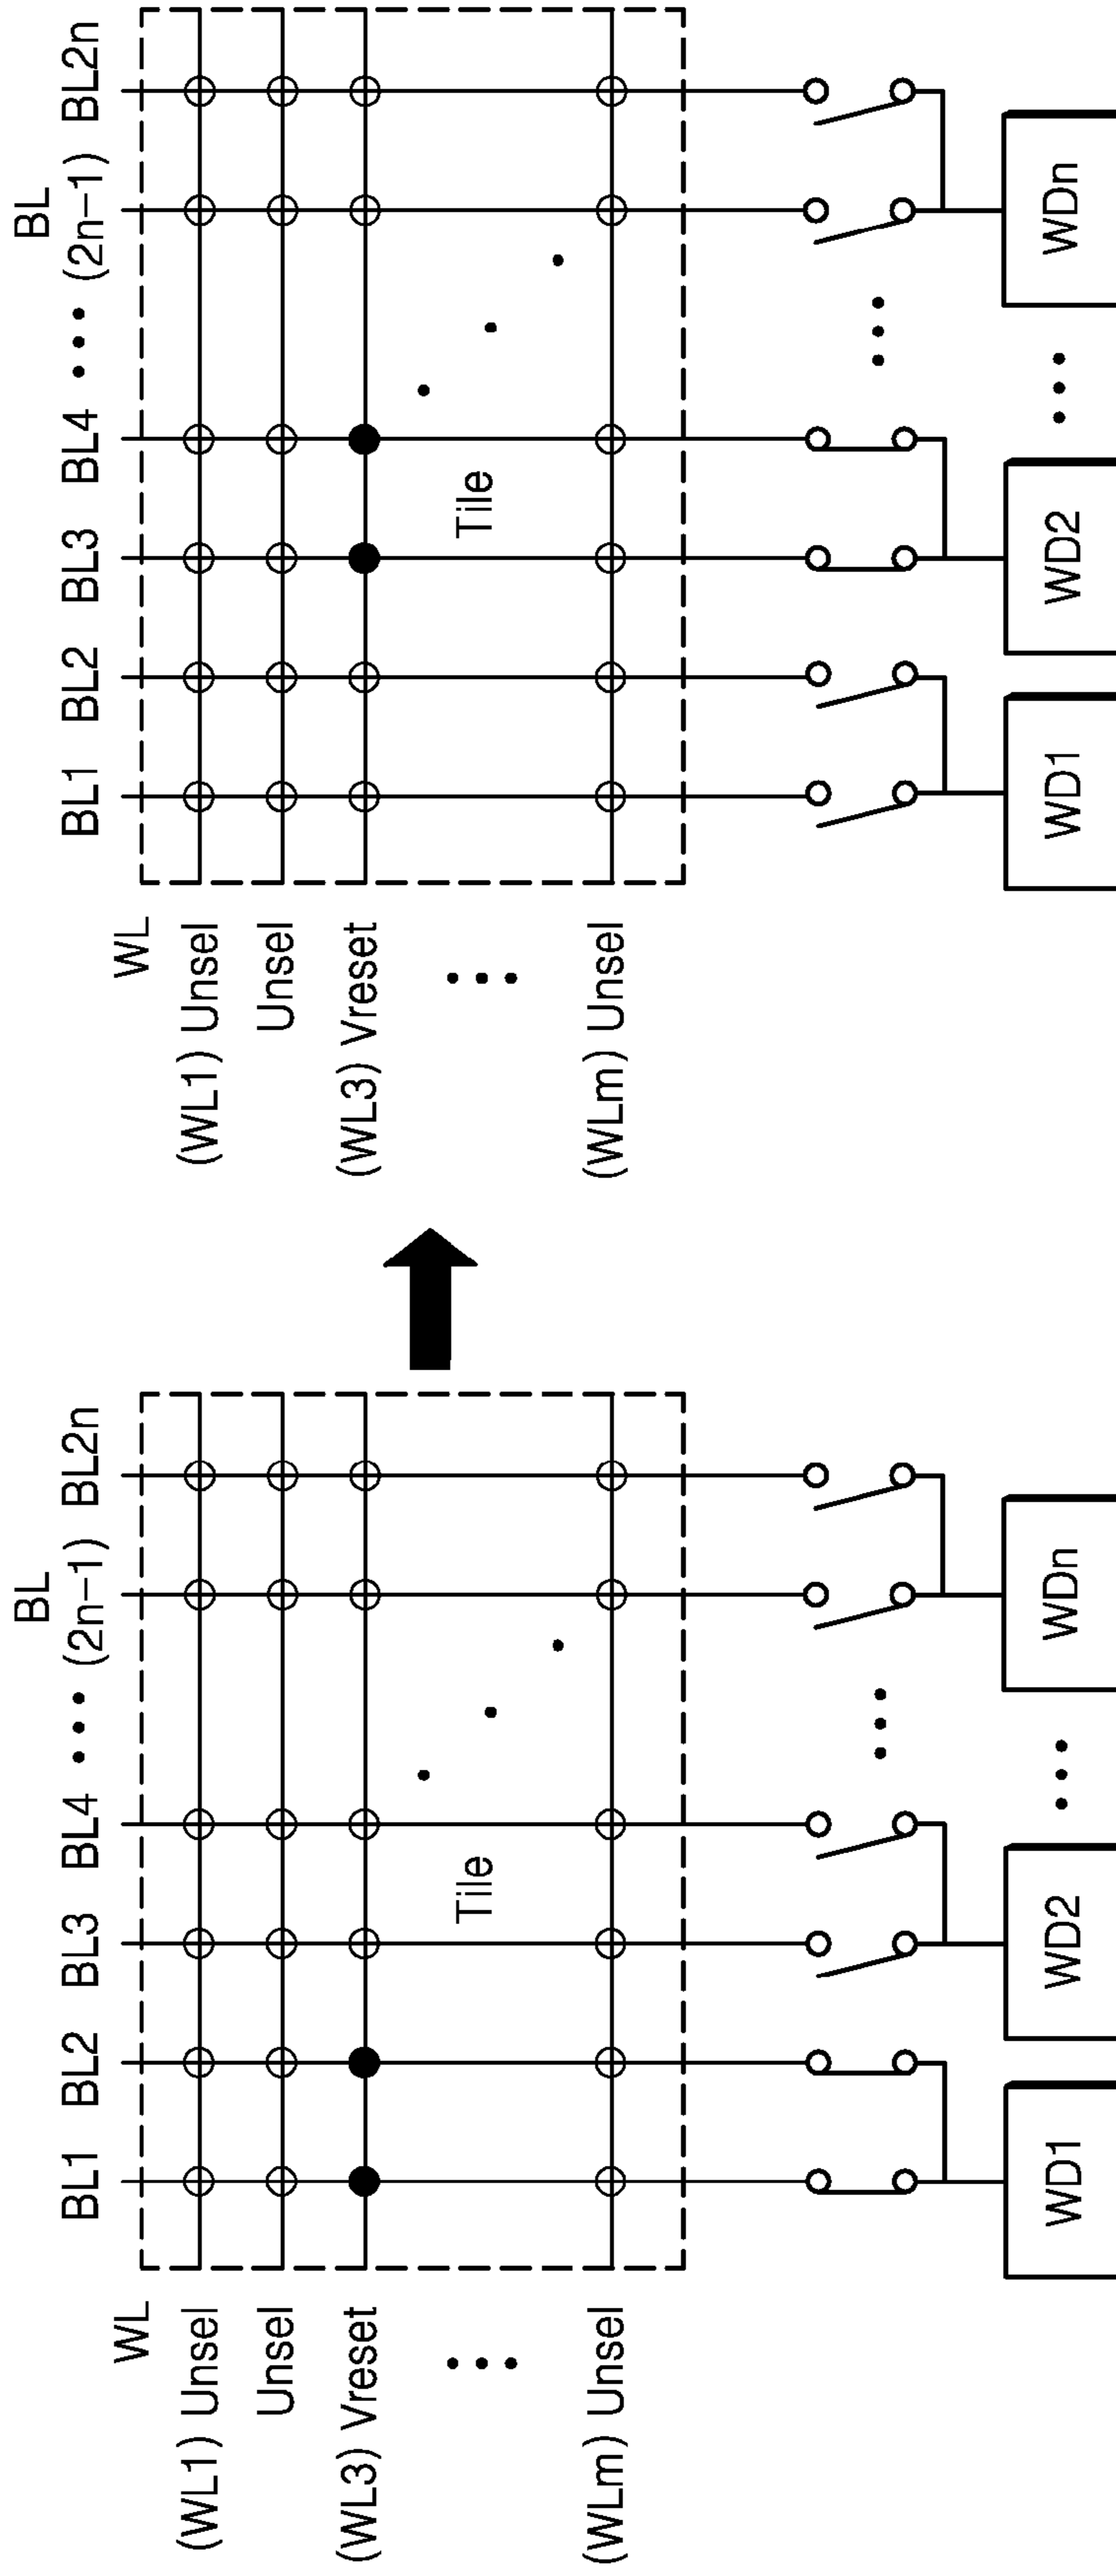 BL
BL1 BL2 BL3 BL4 ••• (2n−1) BL2n
WL
(WL1) Unsel
Unsel
(WL3) Vreset
Tile
(WLm) Unsel
WD1 WD2 ••• WDn
BL
BL1 BL2 BL3 BL4 ••• (2n−1) BL2n
WL
(WL1) Unsel
Unsel
(WL3) Vreset
Tile
(WLm) Unsel
WD1 WD2 ••• WDn